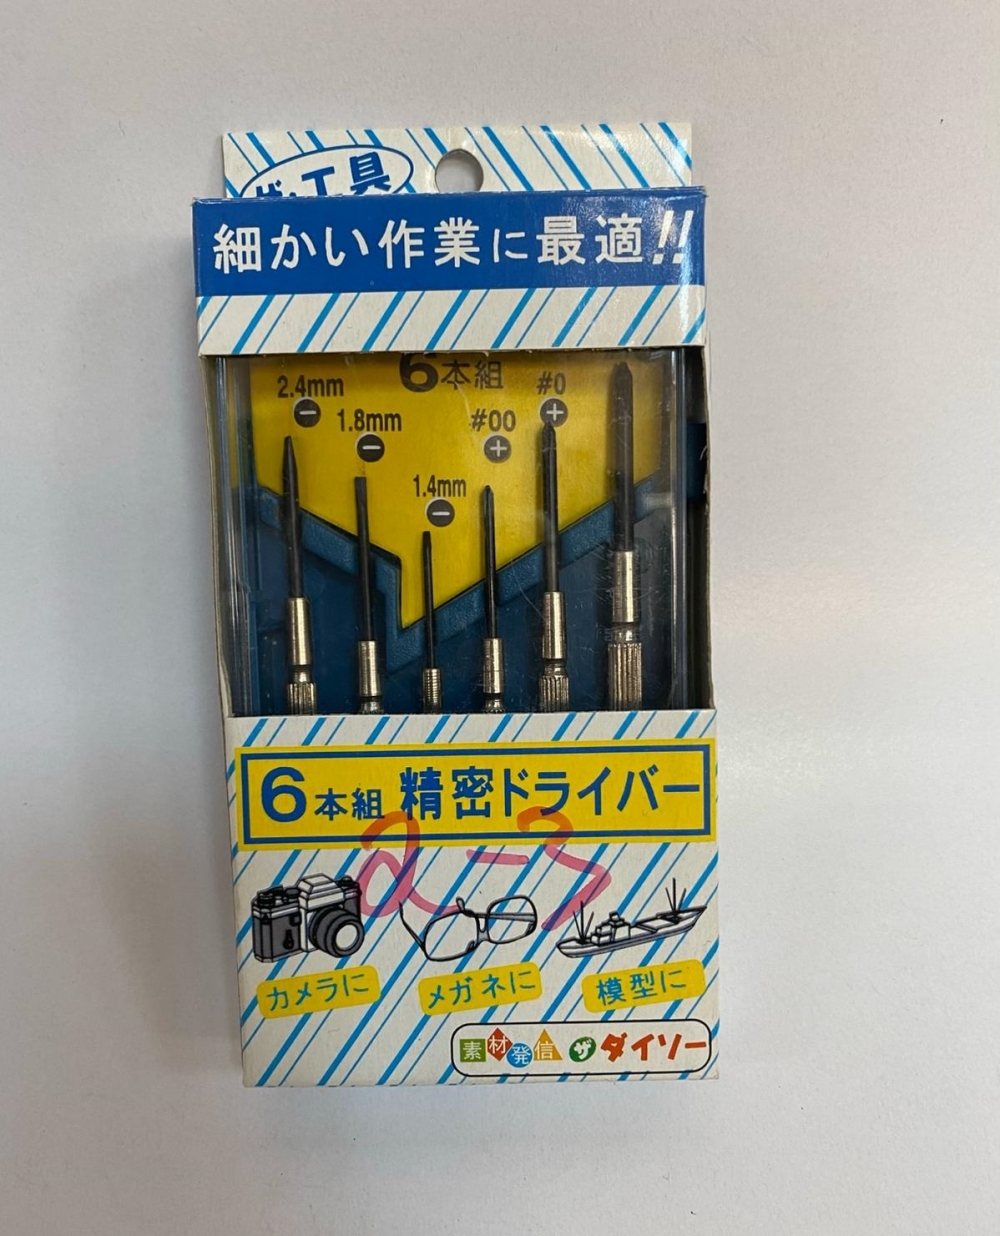 ザ・工具
細かい作業に最適!!
6本組
#0
2.4mm
#00
1.8mm
1.4mm
6本組 精密ドライバー
2-3
カメラに
メガネに
模型に
素材発信 ザ ダイソー